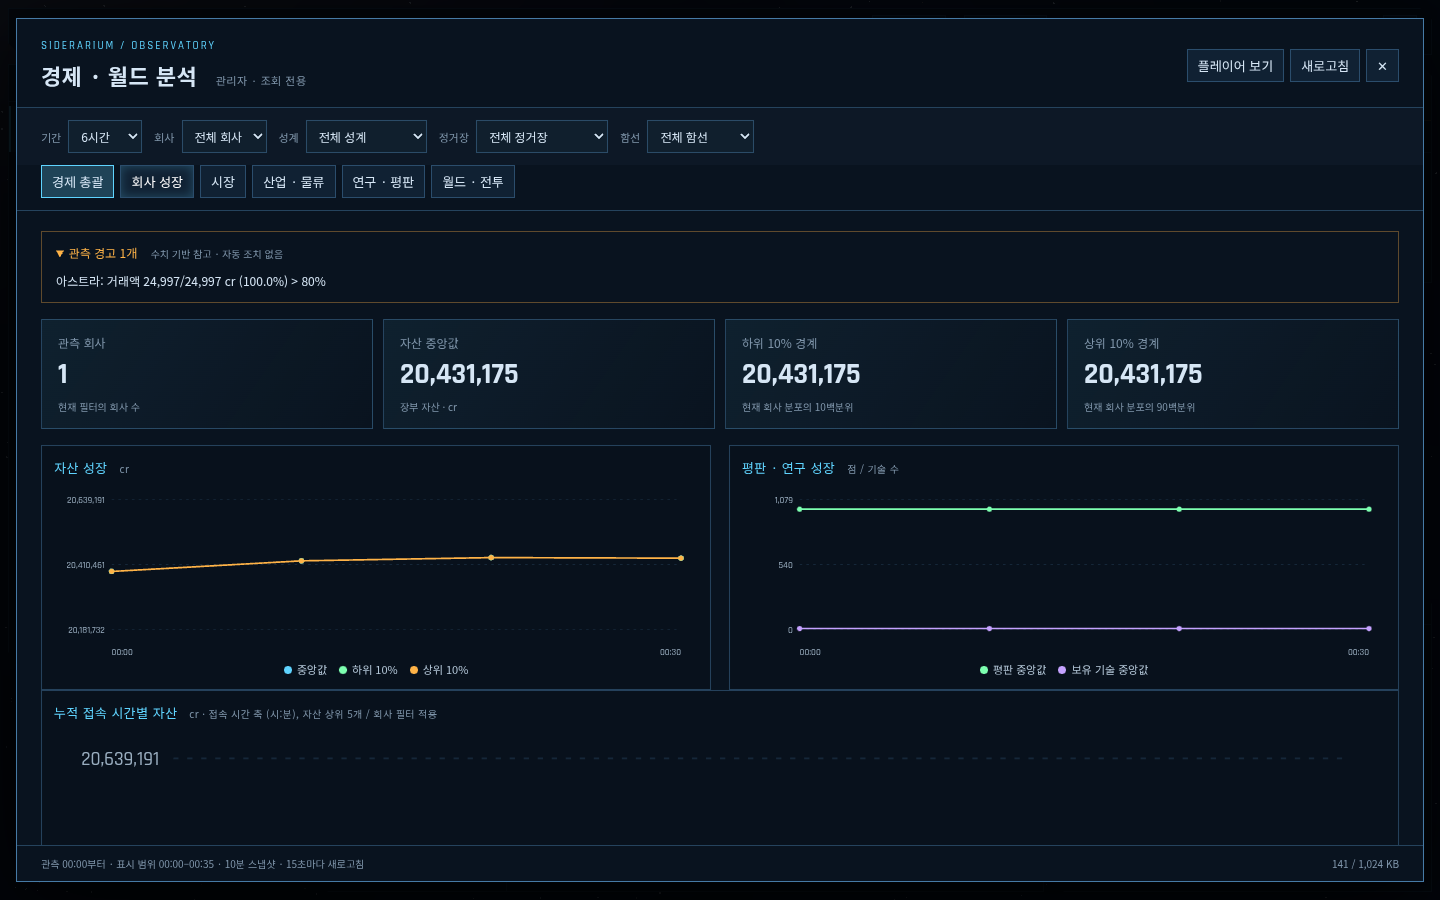 SIDERARIUM / OBSERVATORY
경제 · 월드 분석 관리자 · 조회 전용
플레이어 보기 새로고침 ✕
기간 6시간 회사 전체 회사 성계 전체 성계 정거장 전체 정거장 함선 전체 함선
경제 총괄 회사 성장 시장 산업 · 물류 연구 · 평판 월드 · 전투
▼ 관측 경고 1개 수치 기반 참고 · 자동 조치 없음
아스트라: 거래액 24,997/24,997 cr (100.0%) > 80%
관측 회사
1
현재 필터의 회사 수
자산 중앙값
20,431,175
장부 자산 · cr
하위 10% 경계
20,431,175
현재 회사 분포의 10백분위
상위 10% 경계
20,431,175
현재 회사 분포의 90백분위
자산 성장 cr
20,639,191
20,410,461
20,181,732
00:00 00:30
중앙값 하위 10% 상위 10%
평판 · 연구 성장 점 / 기술 수
1,079
540
0
00:00 00:30
평판 중앙값 보유 기술 중앙값
누적 접속 시간별 자산 cr · 접속 시간 축 (시:분), 자산 상위 5개 / 회사 필터 적용
20,639,191
관측 00:00부터 · 표시 범위 00:00–00:35 · 10분 스냅샷 · 15초마다 새로고침
141 / 1,024 KB